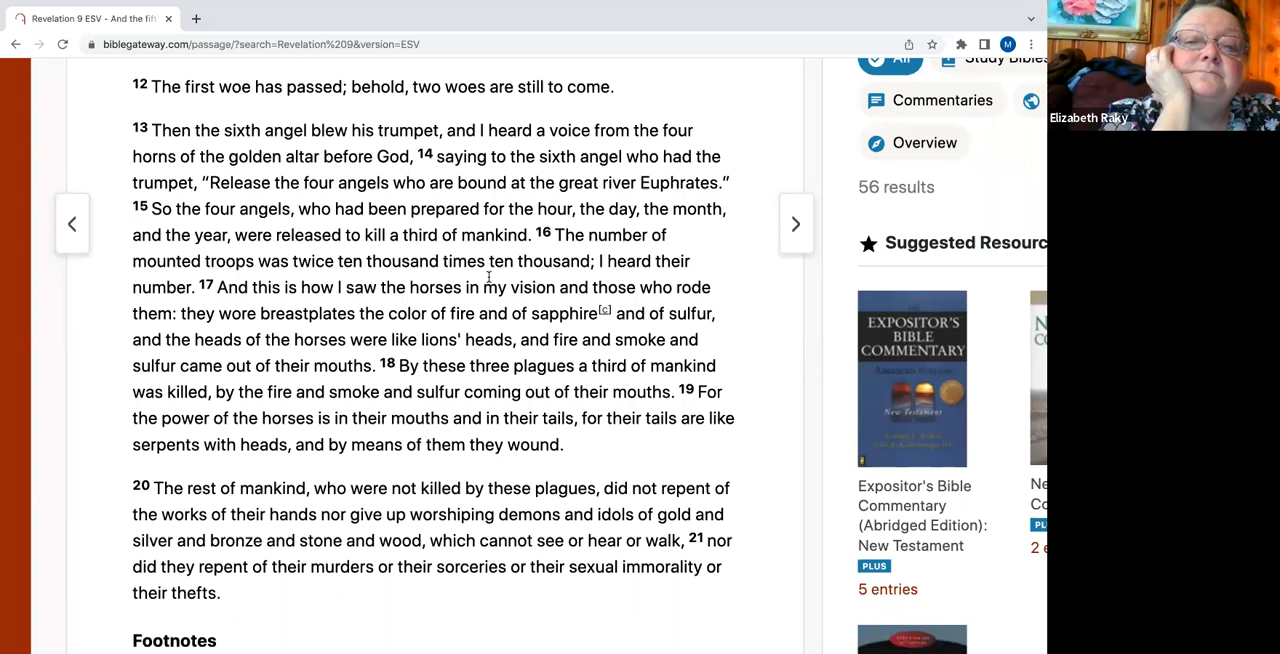 Revelation 9 ESV - And the fift
biblegateway.com/passage/?search=Revelation%209&version=ESV
M
12 The first woe has passed; behold, two woes are still to come.
13 Then the sixth angel blew his trumpet, and I heard a voice from the four
horns of the golden altar before God, 14 saying to the sixth angel who had the
trumpet, “Release the four angels who are bound at the great river Euphrates.”
15 So the four angels, who had been prepared for the hour, the day, the month,
and the year, were released to kill a third of mankind. 16 The number of
mounted troops was twice ten thousand times ten thousand; I heard their
number. 17 And this is how I saw the horses in my vision and those who rode
them: they wore breastplates the color of fire and of sapphire[c] and of sulfur,
and the heads of the horses were like lions' heads, and fire and smoke and
sulfur came out of their mouths. 18 By these three plagues a third of mankind
was killed, by the fire and smoke and sulfur coming out of their mouths. 19 For
the power of the horses is in their mouths and in their tails, for their tails are like
serpents with heads, and by means of them they wound.
20 The rest of mankind, who were not killed by these plagues, did not repent of
the works of their hands nor give up worshiping demons and idols of gold and
silver and bronze and stone and wood, which cannot see or hear or walk, 21 nor
did they repent of their murders or their sorceries or their sexual immorality or
their thefts.
Footnotes
All
Study Bibles
Commentaries
Overview
56 results
Suggested Resourc
EXPOSITOR'S
BIBLE
COMMENTARY
New Testament
Expositor's Bible
Commentary
(Abridged Edition):
New Testament
PLUS
5 entries
Ne
Co
PL
2 e
Elizabeth Raky